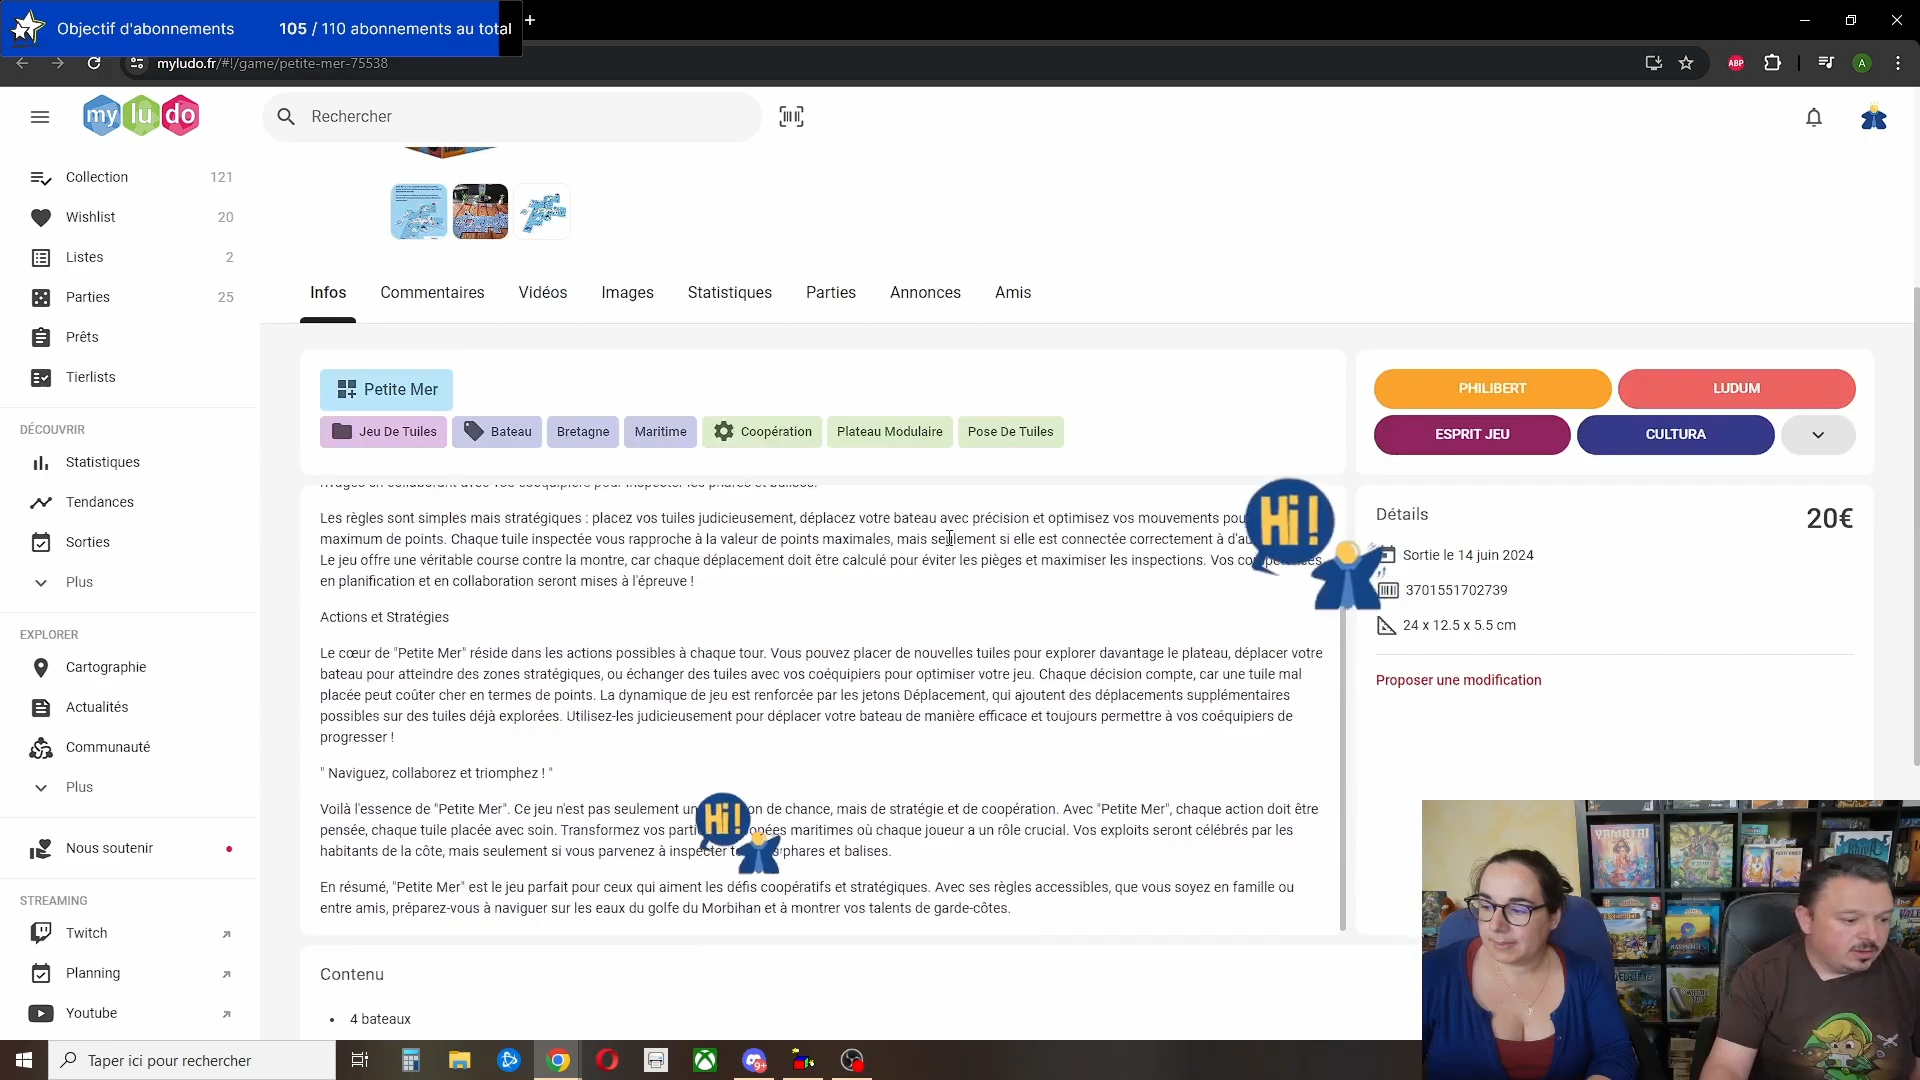 Objectif d'abonnements 105 / 110 abonnements au total
myludo.fr/#!/game/petite-mer-75538
ABP
A
my lu do
Rechercher
Collection 121
Wishlist 20
Listes 2
Parties 25
Prêts
Tierlists
DÉCOUVRIR
Statistiques
Tendances
Sorties
Plus
EXPLORER
Cartographie
Actualités
Communauté
Plus
Nous soutenir
STREAMING
Twitch
Planning
Youtube
Infos Commentaires Vidéos Images Statistiques Parties Annonces Amis
Petite Mer
Jeu De Tuiles Bateau Bretagne Maritime Coopération Plateau Modulaire Pose De Tuiles
rivages en collaborant avec vos coéquipiers pour inspecter les phares et balises.
Les règles sont simples mais stratégiques : placez vos tuiles judicieusement, déplacez votre bateau avec précision et optimisez vos mouvements
maximum de points. Chaque tuile inspectée vous rapproche à la valeur de points maximales, mais seulement si elle est connectée correctement à
Le jeu offre une véritable course contre la montre, car chaque déplacement doit être calculé pour éviter les pièges et maximiser les inspections. Vos
en planification et en collaboration seront mises à l'épreuve !
Actions et Stratégies
Le cœur de "Petite Mer" réside dans les actions possibles à chaque tour. Vous pouvez placer de nouvelles tuiles pour explorer davantage le plateau, déplacer votre
bateau pour atteindre des zones stratégiques, ou échanger des tuiles avec vos coéquipiers pour optimiser votre jeu. Chaque décision compte, car une tuile mal
placée peut coûter cher en termes de points. La dynamique de jeu est renforcée par les jetons Déplacement, qui ajoutent des déplacements supplémentaires
possibles sur des tuiles déjà explorées. Utilisez-les judicieusement pour déplacer votre bateau de manière efficace et toujours permettre à vos coéquipiers de
progresser !
" Naviguez, collaborez et triomphez ! "
Voilà l'essence de "Petite Mer". Ce jeu n'est pas seulement de chance, mais de stratégie et de coopération. Avec "Petite Mer", chaque action doit être
pensée, chaque tuile placée avec soin. Transformez vos maritimes où chaque joueur a un rôle crucial. Vos exploits seront célébrés par les
habitants de la côte, mais seulement si vous parvenez à inspecter phares et balises.
En résumé, "Petite Mer" est le jeu parfait pour ceux qui aiment les défis coopératifs et stratégiques. Avec ses règles accessibles, que vous soyez en famille ou
entre amis, préparez-vous à naviguer sur les eaux du golfe du Morbihan et à montrer vos talents de garde-côtes.
Hi!
Hi!
Contenu
• 4 bateaux
PHILIBERT LUDUM
ESPRIT JEU CULTURA
Détails 20€
Sortie le 14 juin 2024
3701551702739
24 x 12.5 x 5.5 cm
Proposer une modification
YAMATAI
HARMONIES
Taper ici pour rechercher
9+